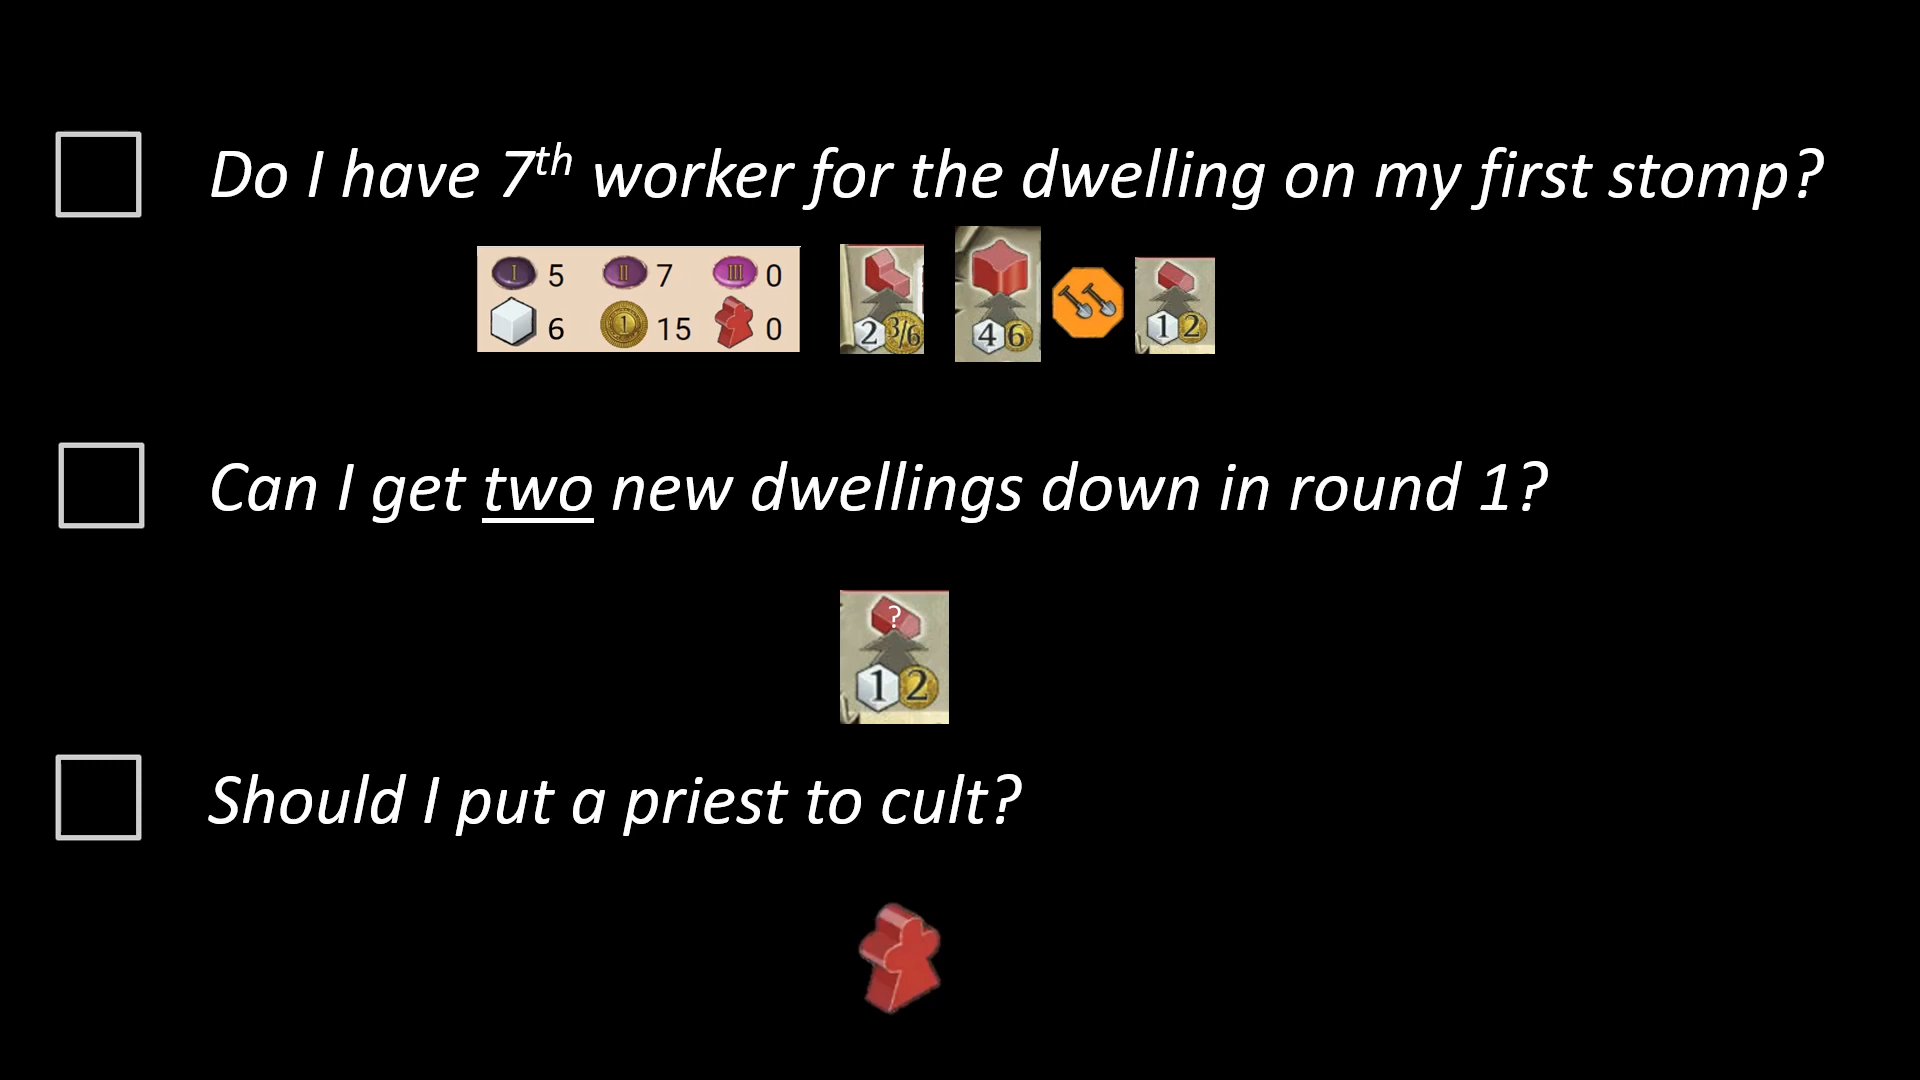 Do I have 7th worker for the dwelling on my first stomp?
I 5 II 7 III 0
6 1 15 0
2 3/6 4 6 1 2
Can I get two new dwellings down in round 1?
?
1 2
Should I put a priest to cult?